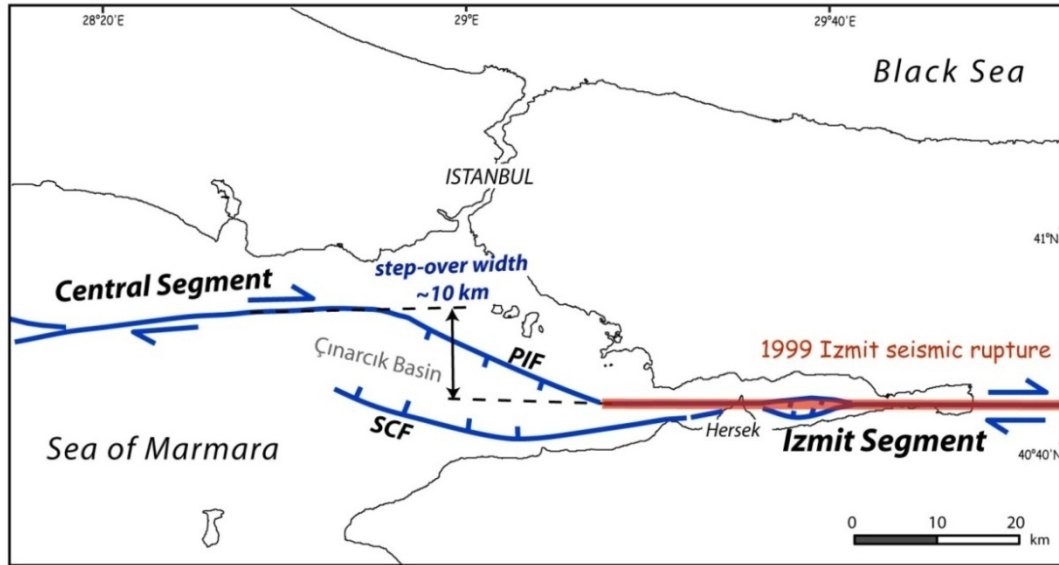 28°20'E
29°E
29°40'E
Black Sea
ISTANBUL
41°N
step-over width
~10 km
Central Segment
PIF
Çınarcık Basin
1999 Izmit seismic rupture
SCF
Hersek
Izmit Segment
Sea of Marmara
40°40'N
0 10 20
km